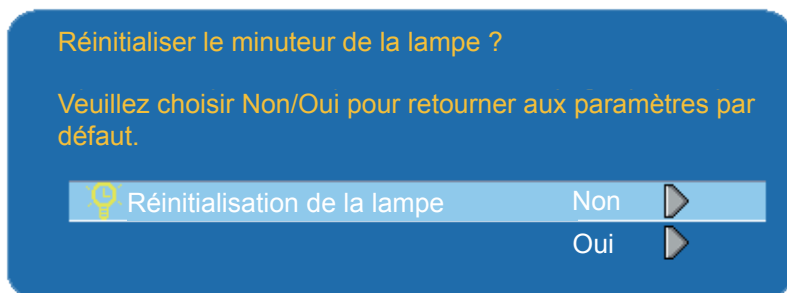 Réinitialiser le minuteur de la lampe ?
Veuillez choisir Non/Oui pour retourner aux paramètres par
défaut.
Réinitialisation de la lampe Non
Oui